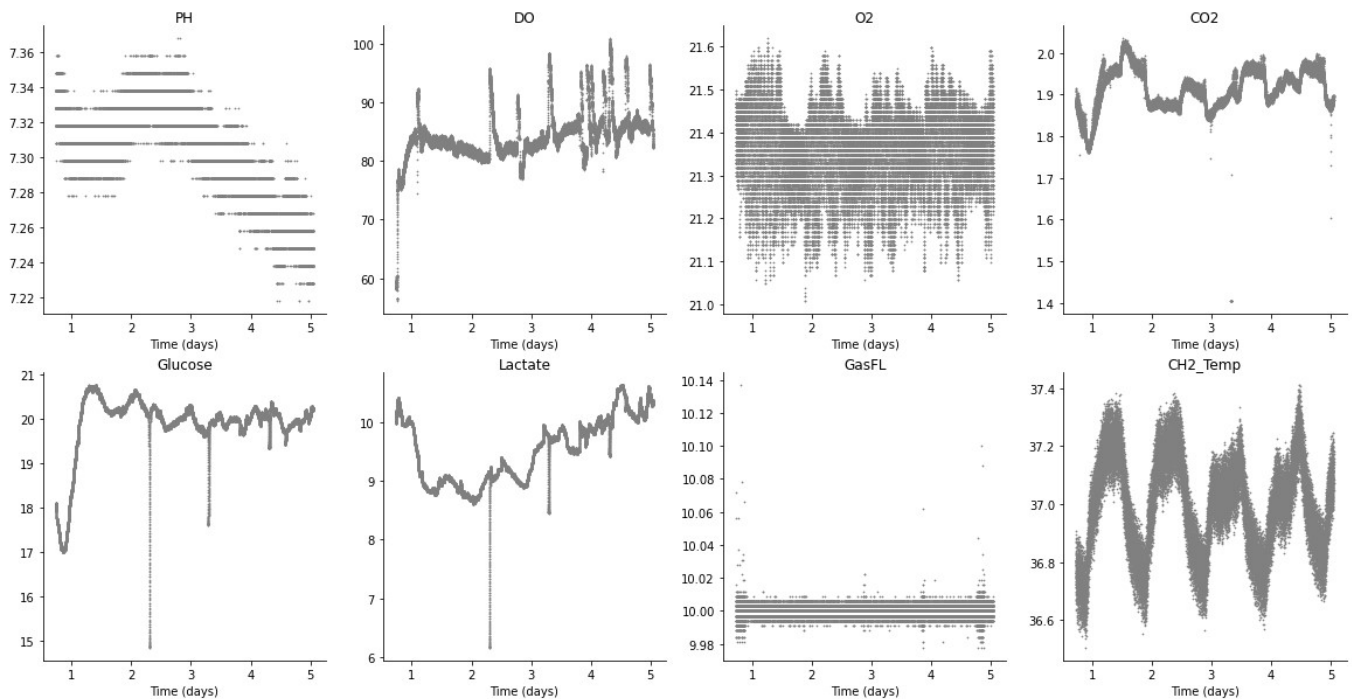 PH
7.36
7.34
7.32
7.30
7.28
7.26
7.24
7.22
1 2 3 4 5
Time (days)
DO
100
90
80
70
60
1 2 3 4 5
Time (days)
O2
21.6
21.5
21.4
21.3
21.2
21.1
21.0
1 2 3 4 5
Time (days)
CO2
2.0
1.9
1.8
1.7
1.6
1.5
1.4
1 2 3 4 5
Time (days)
Glucose
21
20
19
18
17
16
15
1 2 3 4 5
Time (days)
Lactate
10
9
8
7
6
1 2 3 4 5
Time (days)
GasFL
10.14
10.12
10.10
10.08
10.06
10.04
10.02
10.00
9.98
1 2 3 4 5
Time (days)
CH2_Temp
37.4
37.2
37.0
36.8
36.6
1 2 3 4 5
Time (days)